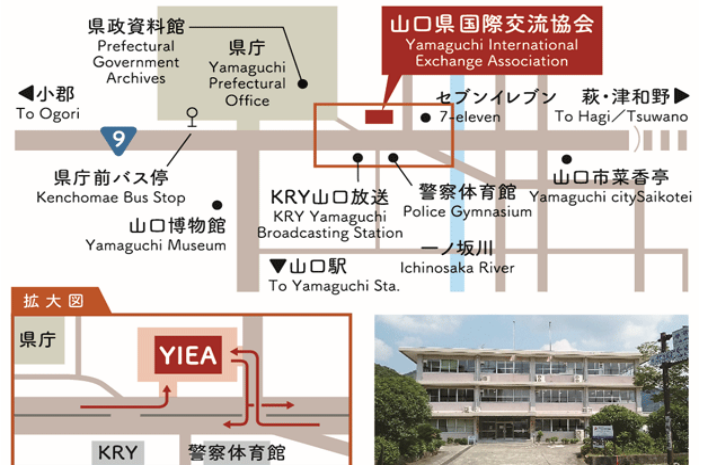 県政資料館
Prefectural
Government
Archives
県庁
Yamaguchi
Prefectural
Office
山口県国際交流協会
Yamaguchi International
Exchange Association
◀小郡
To Ogori
セブンイレブン
7-eleven
萩・津和野▶
To Hagi／Tsuwano
9
県庁前バス停
Kenchomae Bus Stop
KRY山口放送
KRY Yamaguchi
Broadcasting Station
警察体育館
Police Gymnasium
山口市菜香亭
Yamaguchi citySaikotei
山口博物館
Yamaguchi Museum
一ノ坂川
Ichinosaka River
▼山口駅
To Yamaguchi Sta.
拡大図
県庁
YIEA
KRY
警察体育館